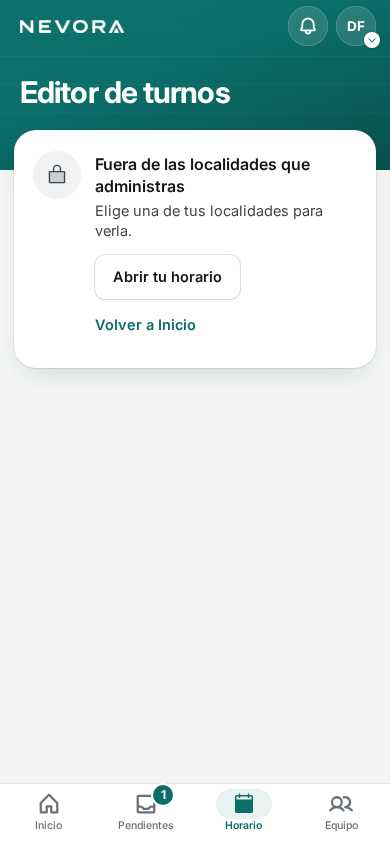 NEVORA
DF
Editor de turnos
Fuera de las localidades que
administras
Elige una de tus localidades para
verla.
Abrir tu horario
Volver a Inicio
1
Inicio
Pendientes
Horario
Equipo